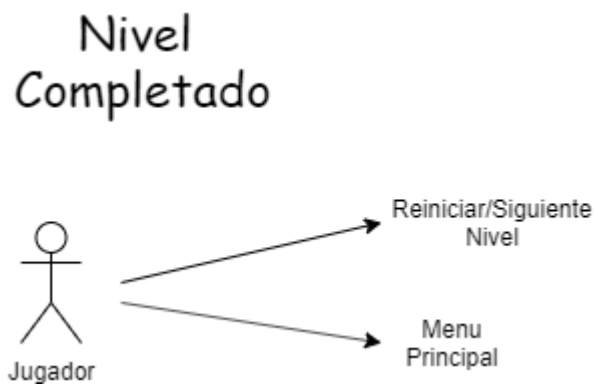 Nivel
Completado
Reiniciar/Siguiente
Nivel
Menu
Principal
Jugador